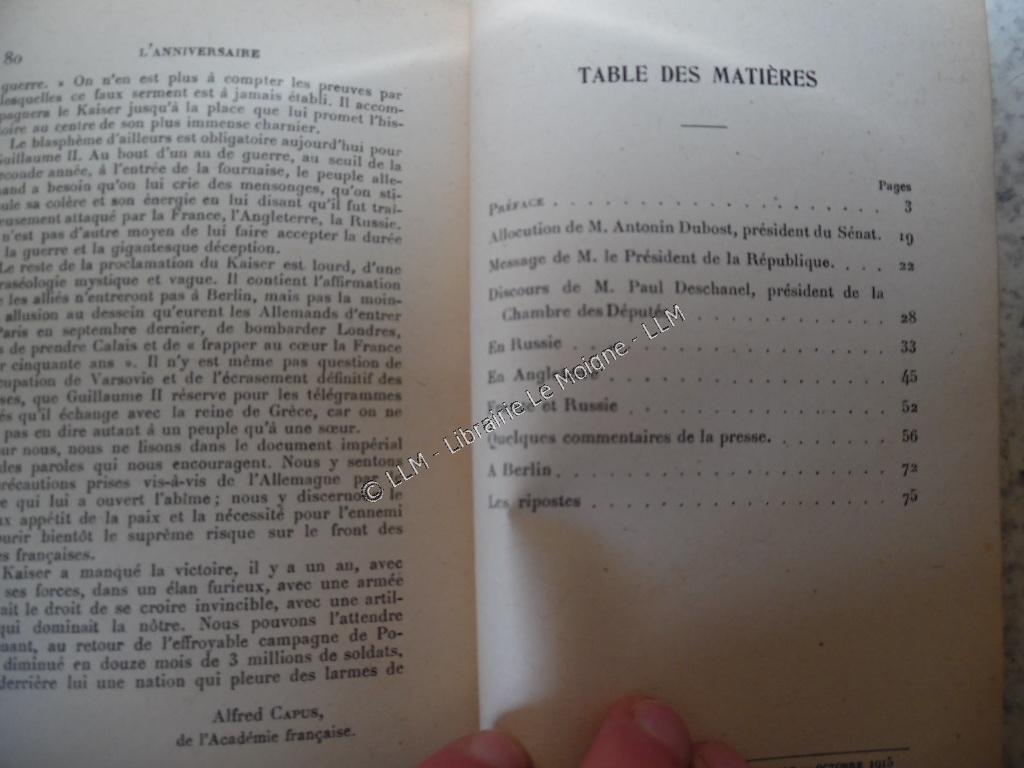 80 L'ANNIVERSAIRE
guerre. » On n'en est plus à compter les preuves par
lesquelles ce faux serment est à jamais établi. Il accom-
pagnera le Kaiser jusqu'à la place que lui promet l'his-
toire au centre de son plus immense charnier.
Le blasphème d'ailleurs est obligatoire aujourd'hui pour
Guillaume II. Au bout d'un an de guerre, au seuil de la
seconde année, à l'entrée de la fournaise, le peuple alle-
mand a besoin qu'on lui crie des mensonges, qu'on sti-
mule sa colère et son énergie en lui disant qu'il fut traî-
eusement attaqué par la France, l'Angleterre, la Russie.
n'est pas d'autre moyen de lui faire accepter la durée
la guerre et la gigantesque déception.
Le reste de la proclamation du Kaiser est lourd, d'une
raséologie mystique et vague. Il contient l'affirmation
e les alliés n'entreront pas à Berlin, mais pas la moin-
allusion au dessein qu'eurent les Allemands d'entrer
Paris en septembre dernier, de bombarder Londres,
s de prendre Calais et de « frapper au cœur la France
r cinquante ans ». Il n'y est même pas question de
cupation de Varsovie et de l'écrasement définitif des
ses, que Guillaume II réserve pour les télégrammes
és qu'il échange avec la reine de Grèce, car on ne
pas en dire autant à un peuple qu'à une sœur.
ur nous, nous ne lisons dans le document impérial
des paroles qui nous encouragent. Nous y sentons
récautions prises vis-à-vis de l'Allemagne
e qui lui a ouvert l'abîme; nous y discernons le
ux appétit de la paix et la nécessité pour l'ennemi
ourir bientôt le suprême risque sur le front des
es françaises.
Kaiser a manqué la victoire, il y a un an, avec
ses forces, dans un élan furieux, avec une armée
ait le droit de se croire invincible, avec une artil-
qui dominait la nôtre. Nous pouvons l'attendre
nant, au retour de l'effroyable campagne de Po-
diminué en douze mois de 3 millions de soldats,
derrière lui une nation qui pleure des larmes de
Alfred CAPUS,
de l'Académie française.
TABLE DES MATIÈRES
Pages
PRÉFACE . . . . . . . . . . . . . . . . . . . . 3
Allocution de M. Antonin Dubost, président du Sénat. 19
Message de M. le Président de la République. . . . 22
Discours de M. Paul Deschanel, président de la
Chambre des Députés . . . . . . . . . . . . . 28
En Russie . . . . . . . . . . . . . . . . . . . 33
En Angleterre . . . . . . . . . . . . . . . . . 45
France et Russie . . . . . . . . . . . . . . . . 52
Quelques commentaires de la presse. . . . . . . . 56
A Berlin . . . . . . . . . . . . . . . . . . . . 72
Les ripostes . . . . . . . . . . . . . . . . . . 75
OCTOBRE 1915
© LLM - Librairie Le Moigne - LLM